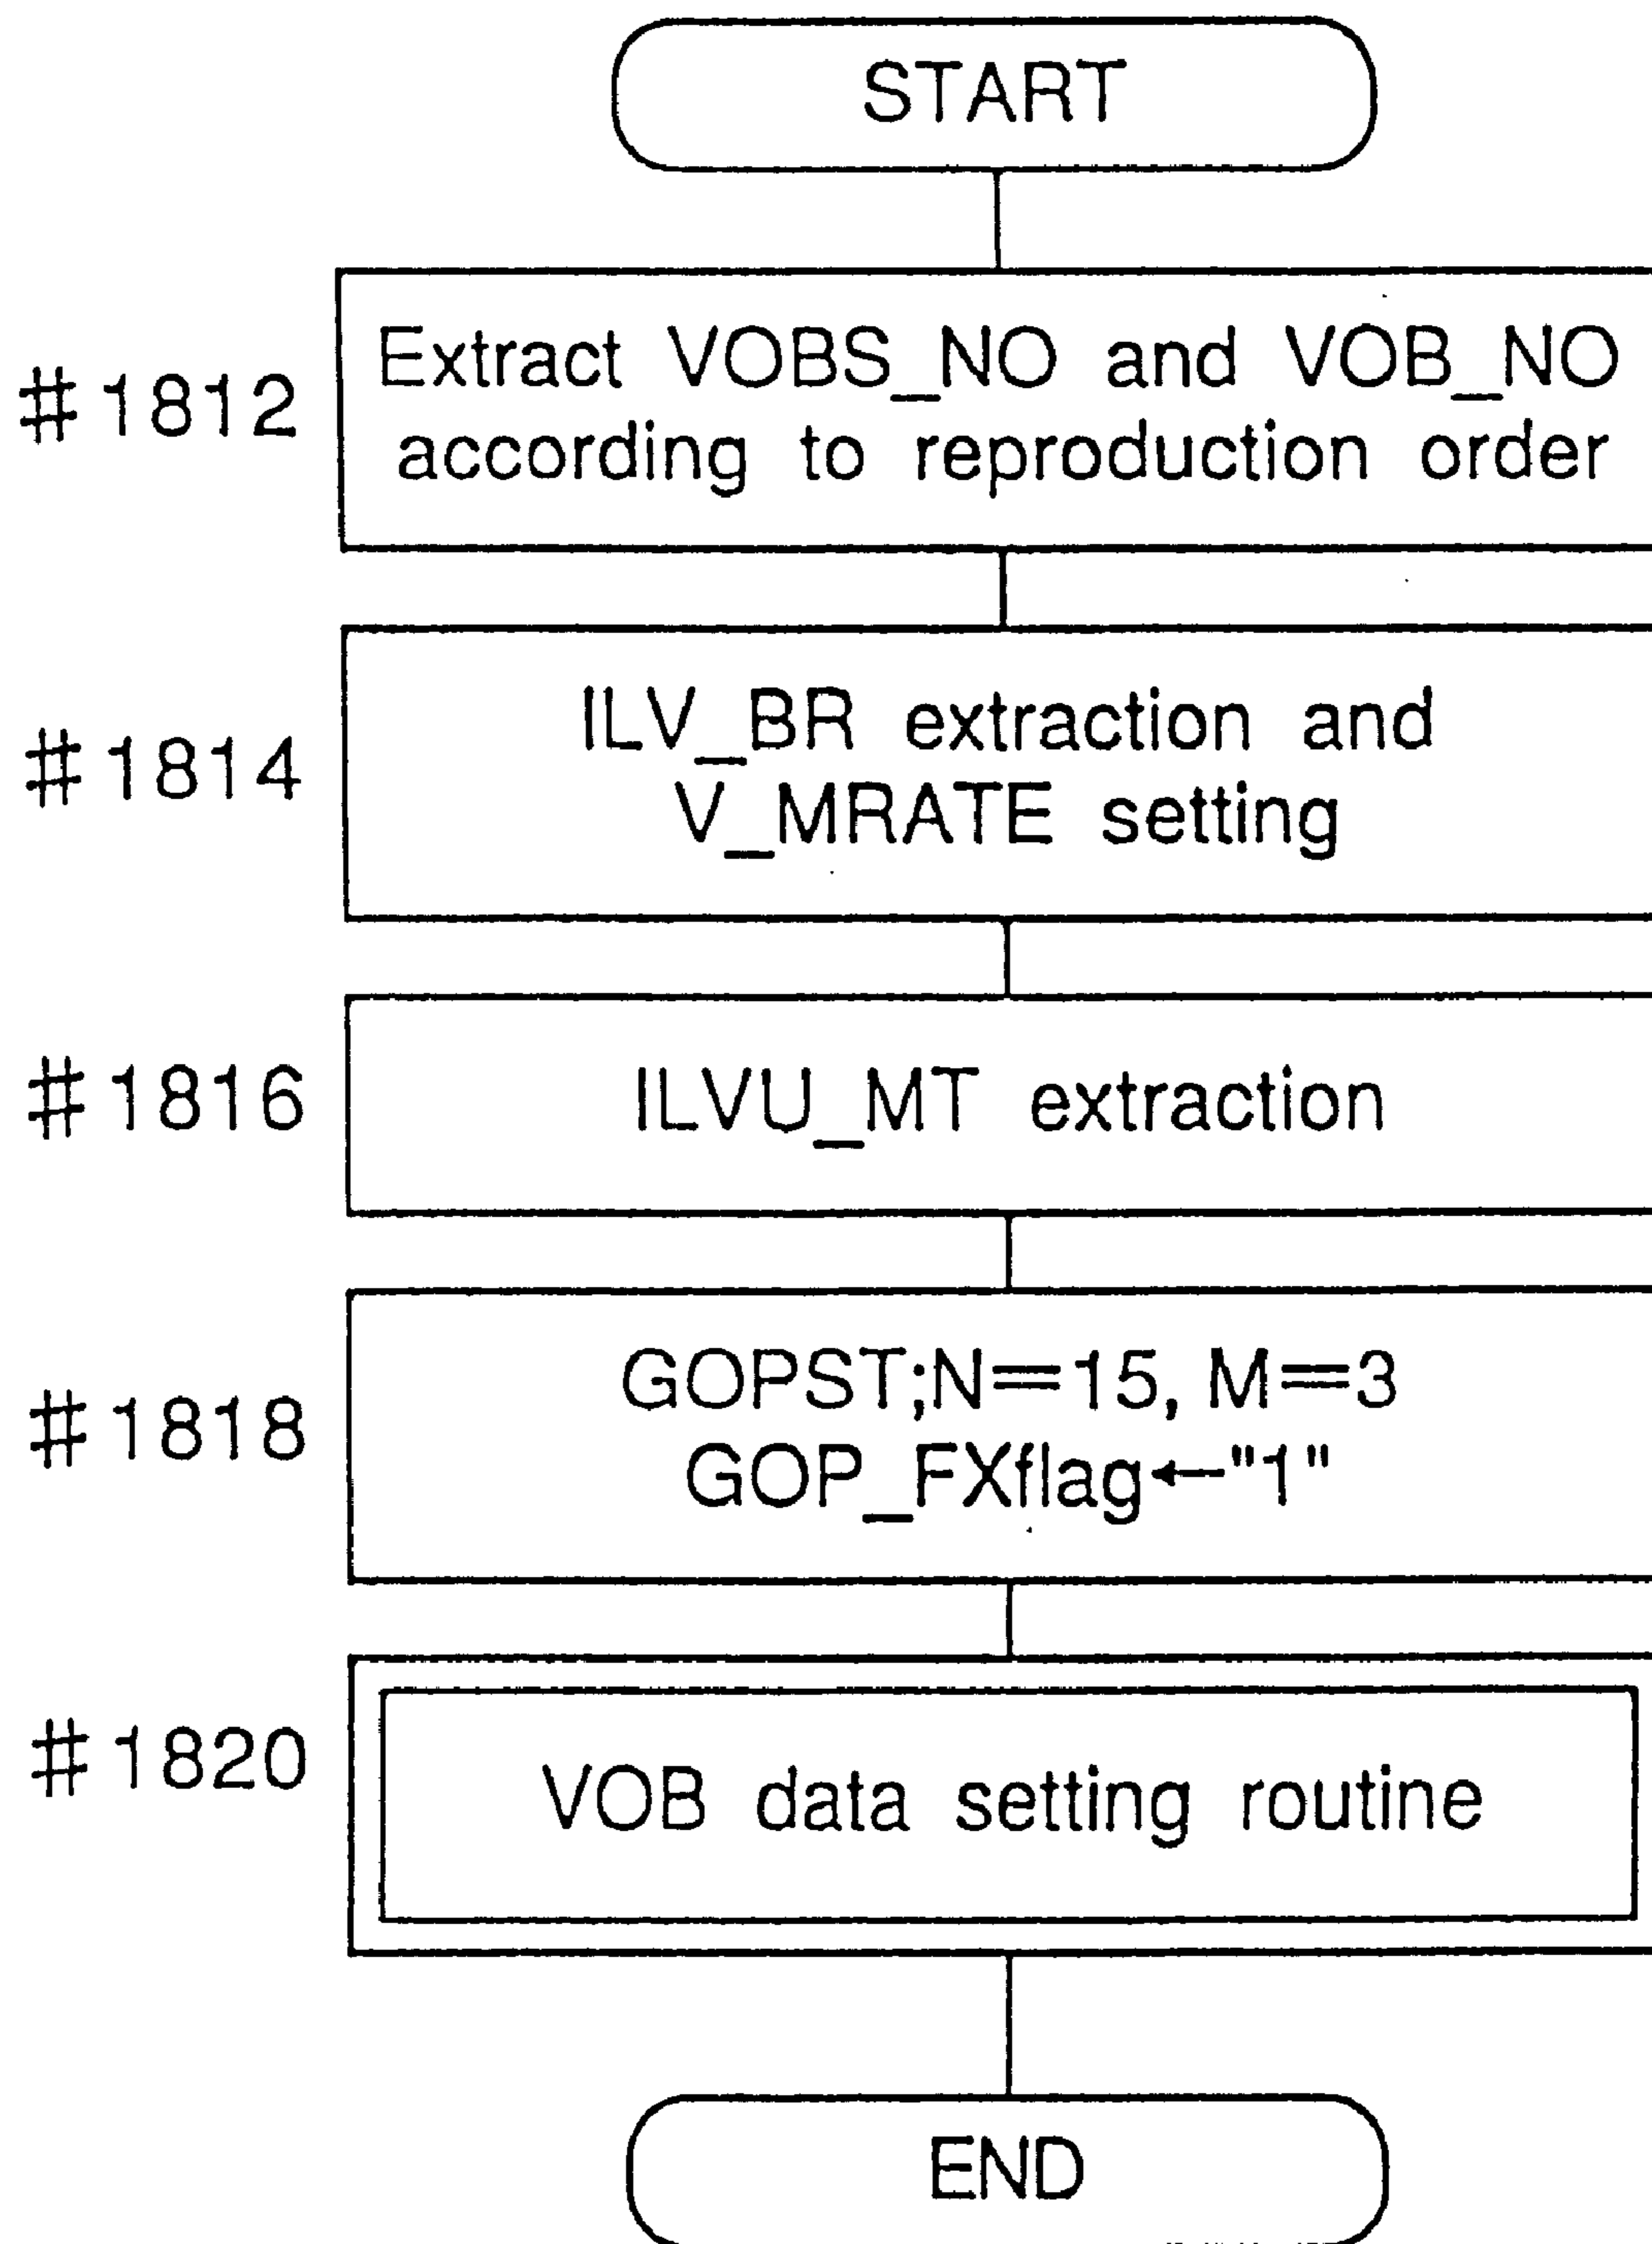 START
#1812
Extract VOBS_NO and VOB_NO
according to reproduction order
#1814
ILV_BR extraction and
V_MRATE setting
#1816
ILVU_MT extraction
#1818
GOPST;N=15, M=3
GOP_FXflag←"1"
#1820
VOB data setting routine
END